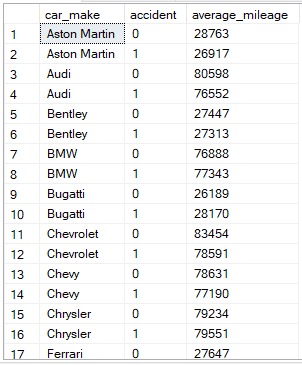 car_make accident average_mileage
1 Aston Martin 0 28763
2 Aston Martin 1 26917
3 Audi 0 80598
4 Audi 1 76552
5 Bentley 0 27447
6 Bentley 1 27313
7 BMW 0 76888
8 BMW 1 77343
9 Bugatti 0 26189
10 Bugatti 1 28170
11 Chevrolet 0 83454
12 Chevrolet 1 78591
13 Chevy 0 78631
14 Chevy 1 77190
15 Chrysler 0 79234
16 Chrysler 1 79551
17 Ferrari 0 27647